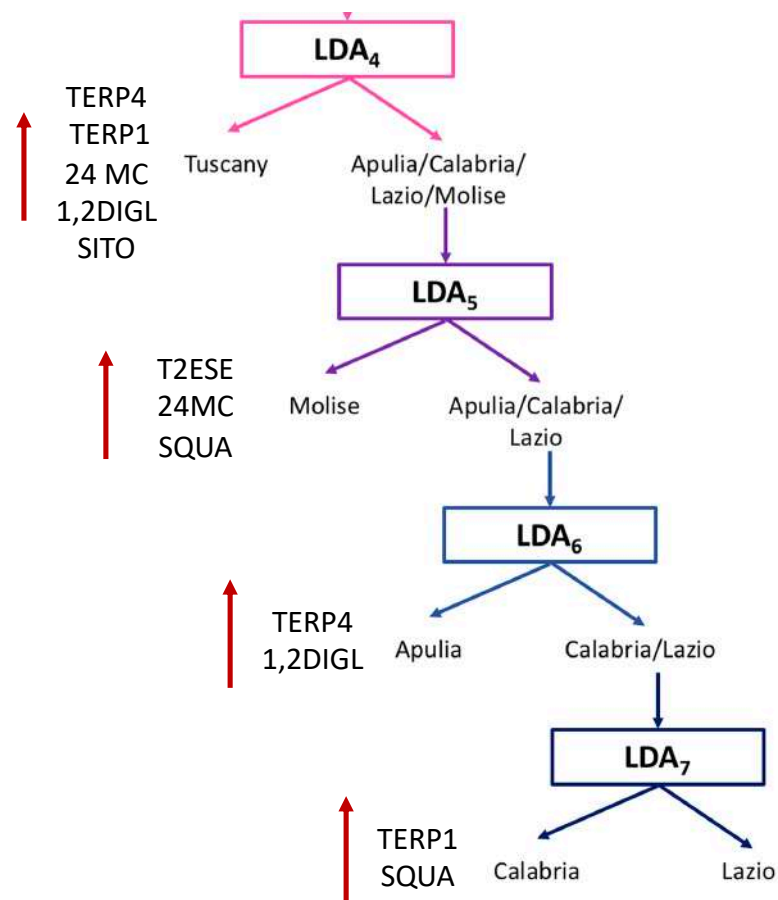 LDA4
TERP4
TERP1
24 MC
1,2DIGL
SITO
Tuscany
Apulia/Calabria/
Lazio/Molise
LDA5
T2ESE
24MC
SQUA
Molise
Apulia/Calabria/
Lazio
LDA6
TERP4
1,2DIGL
Apulia
Calabria/Lazio
LDA7
TERP1
SQUA
Calabria
Lazio